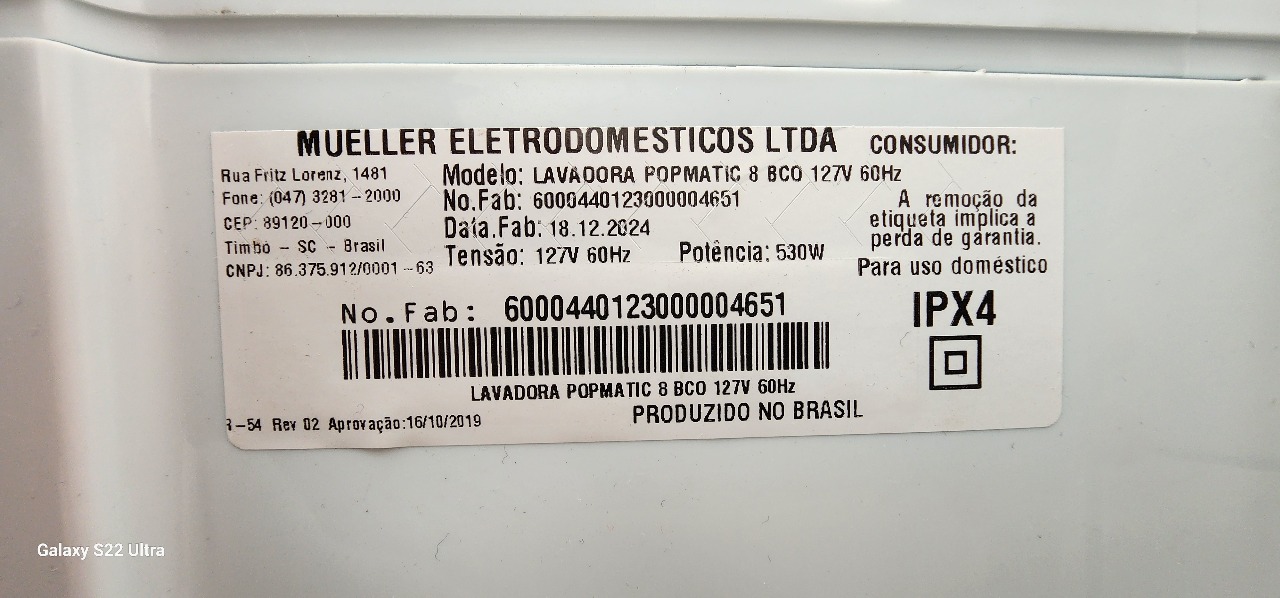 MUELLER ELETRODOMESTICOS LTDA
Rua Fritz Lorenz, 1481
Fone: (047) 3281-2000
CEP: 89120-000
Timbó - SC - Brasil
CNPJ: 86.375.912/0001-63
Modelo: LAVADORA POPMATIC 8 BCO 127V 60Hz
No.Fab: 6000440123000004651
Data.Fab: 18.12.2024
Tensão: 127V 60Hz Potência: 530W
CONSUMIDOR:
A remoção da
etiqueta implica a
perda de garantia.
Para uso doméstico
IPX4
No.Fab: 6000440123000004651
LAVADORA POPMATIC 8 BCO 127V 60Hz
PRODUZIDO NO BRASIL
-54 Rev 02 Aprovação:16/10/2019
Galaxy S22 Ultra